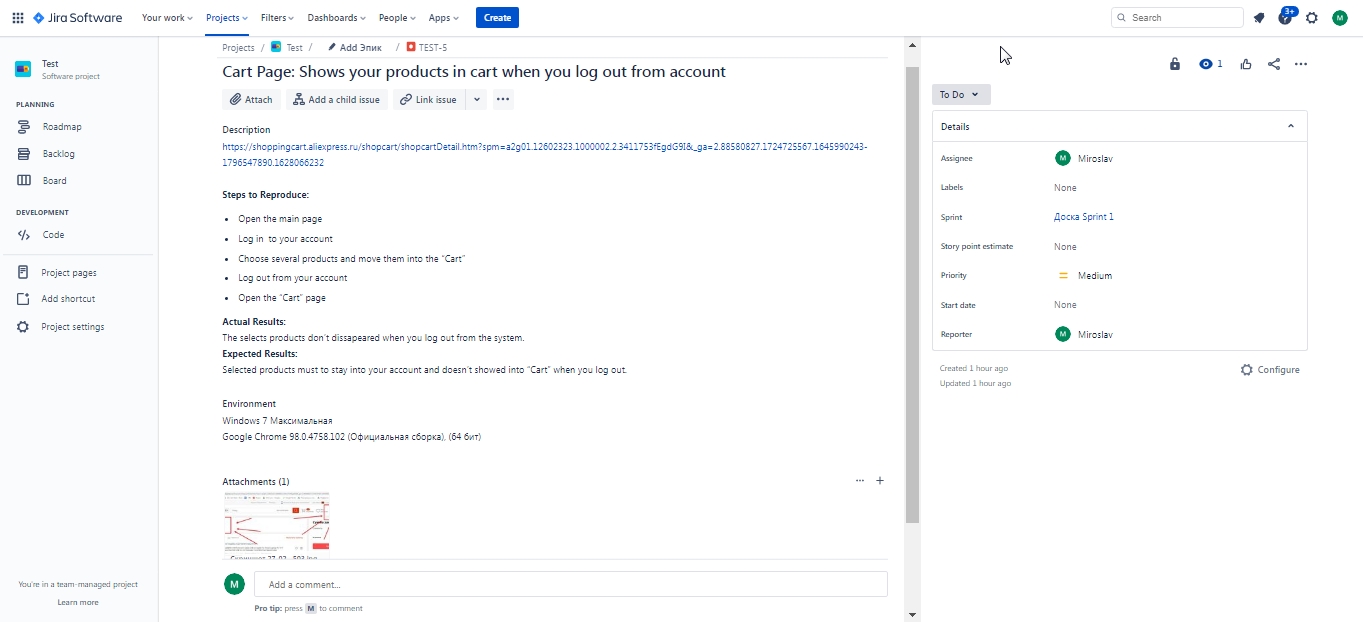 Jira Software Your work Projects Filters Dashboards People Apps Create Search 3+ M
Test
Software project
PLANNING
Roadmap
Backlog
Board
DEVELOPMENT
Code
Project pages
Add shortcut
Project settings
You're in a team-managed project
Learn more
Projects / Test / Add Эпик / TEST-5
Cart Page: Shows your products in cart when you log out from account
Attach Add a child issue Link issue
Description
https://shoppingcart.aliexpress.ru/shopcart/shopcartDetail.htm?spm=a2g01.12602323.1000002.2.3411753fEgdG9I&_ga=2.88580827.1724725567.1645990243-
1796547890.1628066232
Steps to Reproduce:
• Open the main page
• Log in to your account
• Choose several products and move them into the "Cart"
• Log out from your account
• Open the "Cart" page
Actual Results:
The selects products don't dissapeared when you log out from the system.
Expected Results:
Selected products must to stay into your account and doesn't showed into "Cart" when you log out.
Environment
Windows 7 Максимальная
Google Chrome 98.0.4758.102 (Официальная сборка), (64 бит)
Attachments (1)
M Add a comment...
Pro tip: press M to comment
1
To Do
Details
Assignee M Miroslav
Labels None
Sprint Доска Sprint 1
Story point estimate None
Priority Medium
Start date None
Reporter M Miroslav
Created 1 hour ago
Updated 1 hour ago
Configure